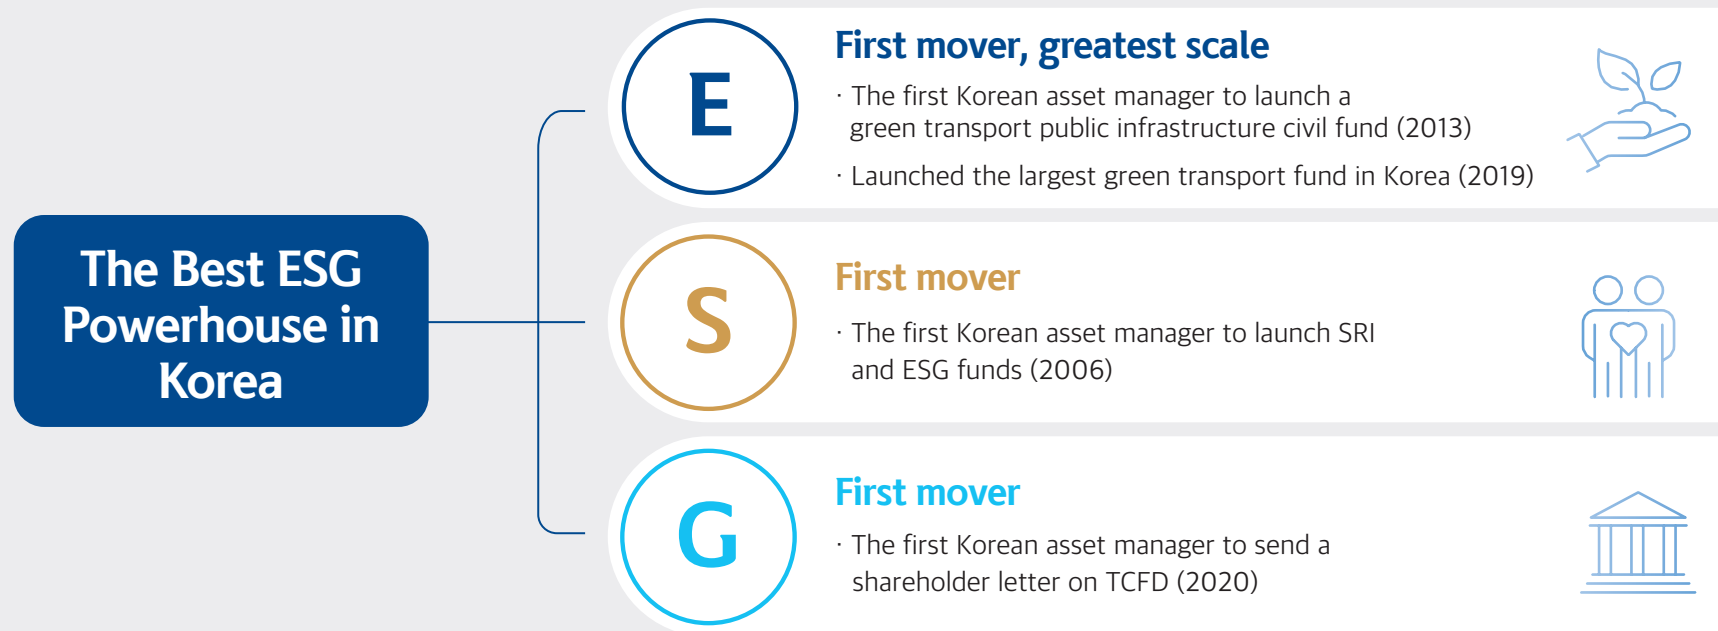 The Best ESG
Powerhouse in
Korea
E
First mover, greatest scale
· The first Korean asset manager to launch a
green transport public infrastructure civil fund (2013)
· Launched the largest green transport fund in Korea (2019)
S
First mover
· The first Korean asset manager to launch SRI
and ESG funds (2006)
G
First mover
· The first Korean asset manager to send a
shareholder letter on TCFD (2020)